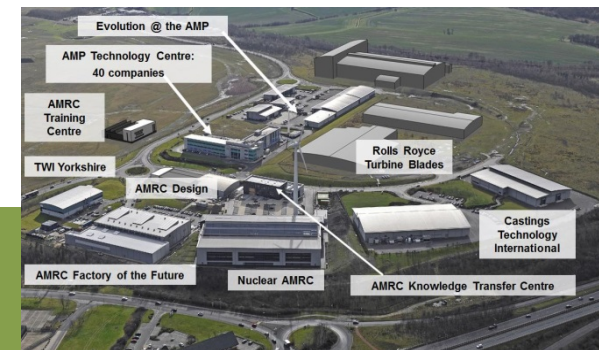 Evolution @ the AMP
AMP Technology Centre:
40 companies
AMRC
Training
Centre
TWI Yorkshire
AMRC Design
Rolls Royce
Turbine Blades
Castings
Technology
International
AMRC Factory of the Future
Nuclear AMRC
AMRC Knowledge Transfer Centre